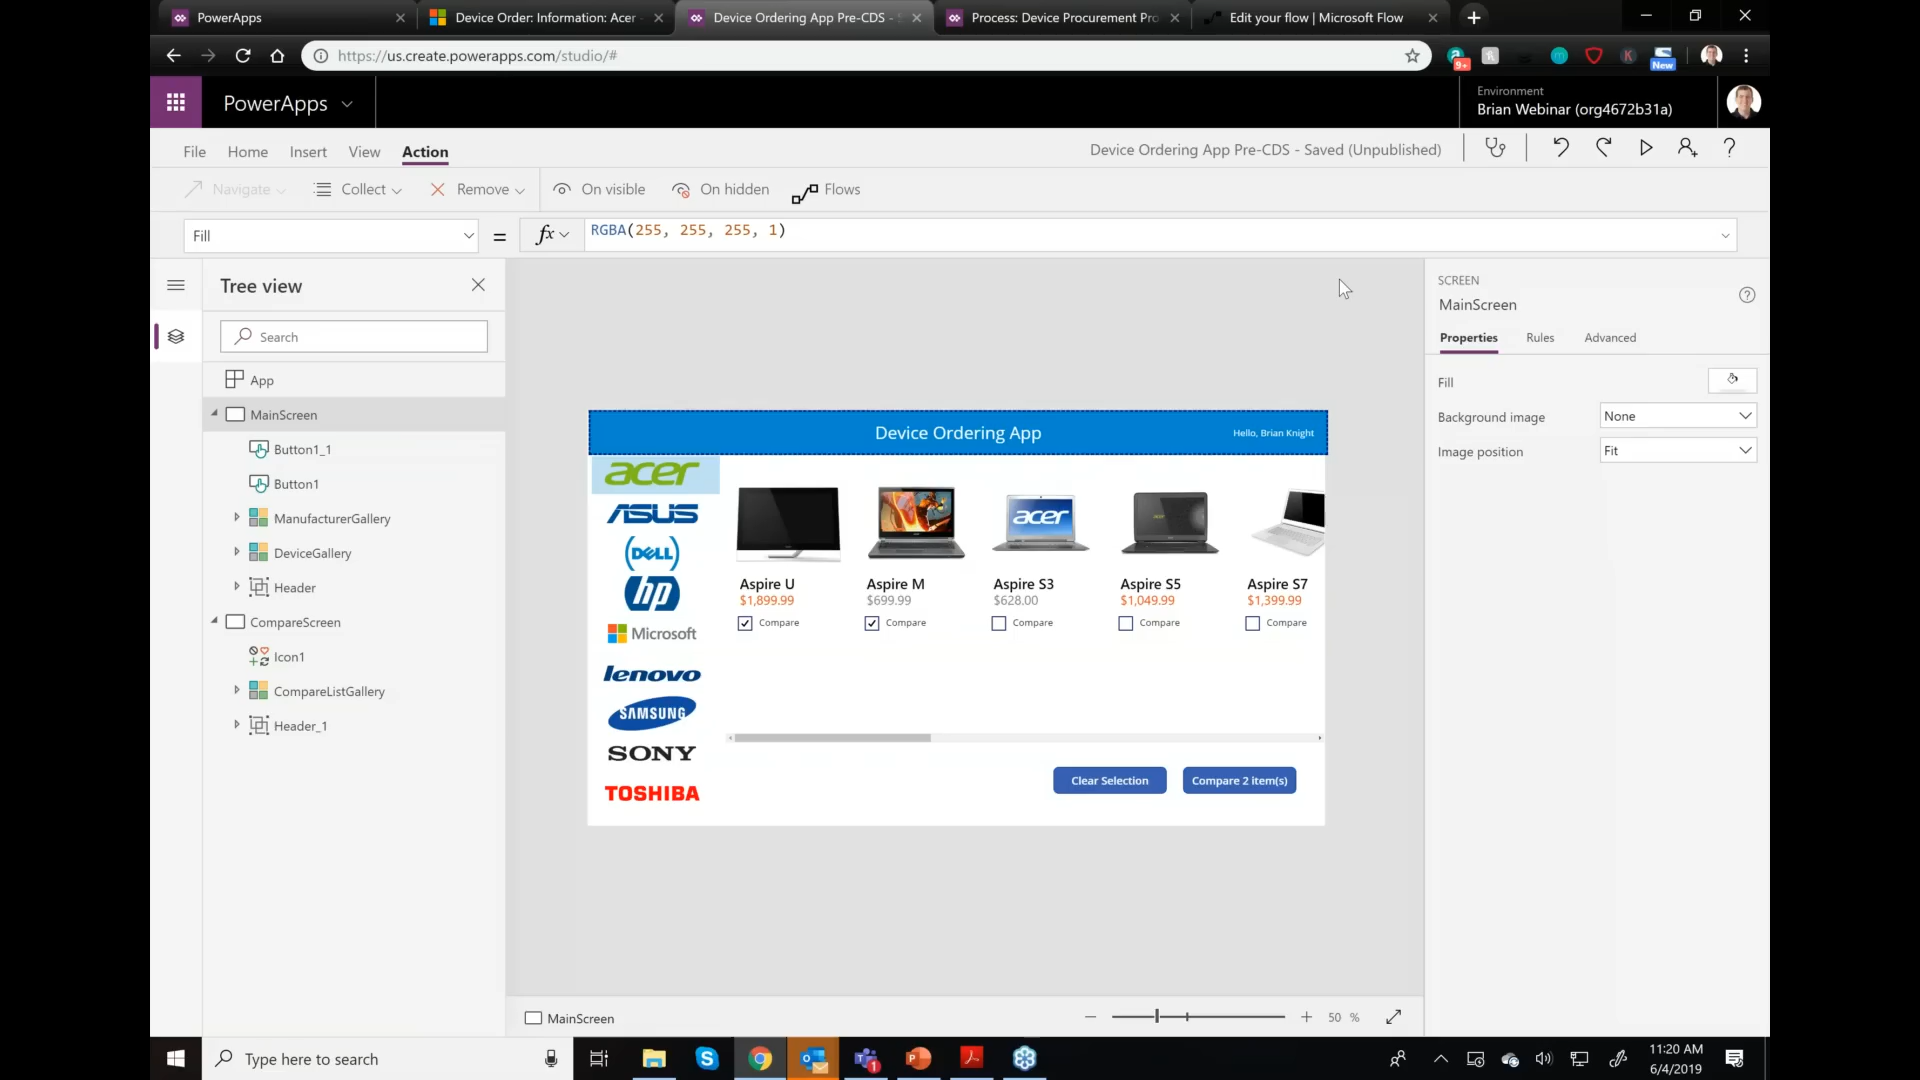 PowerApps
Device Order: Information: Acer
Device Ordering App Pre-CDS -
Process: Device Procurement Pro
Edit your flow | Microsoft Flow
https://us.create.powerapps.com/studio/#
9+
New
PowerApps
Environment
Brian Webinar (org4672b31a)
File
Home
Insert
View
Action
Device Ordering App Pre-CDS - Saved (Unpublished)
Navigate
Collect
Remove
On visible
On hidden
Flows
Fill
=
fx
RGBA(255, 255, 255, 1)
Tree view
Search
App
MainScreen
Button1_1
Button1
ManufacturerGallery
DeviceGallery
Header
CompareScreen
Icon1
CompareListGallery
Header_1
Device Ordering App
Hello, Brian Knight
acer
ASUS
DELL
hp
Microsoft
lenovo
SAMSUNG
SONY
TOSHIBA
acer
Aspire U
$1,899.99
Compare
Aspire M
$699.99
Compare
Aspire S3
$628.00
Compare
Aspire S5
$1,049.99
Compare
Aspire S7
$1,399.99
Compare
Clear Selection
Compare 2 item(s)
SCREEN
MainScreen
Properties
Rules
Advanced
Fill
Background image
None
Image position
Fit
MainScreen
50 %
Type here to search
11:20 AM
6/4/2019